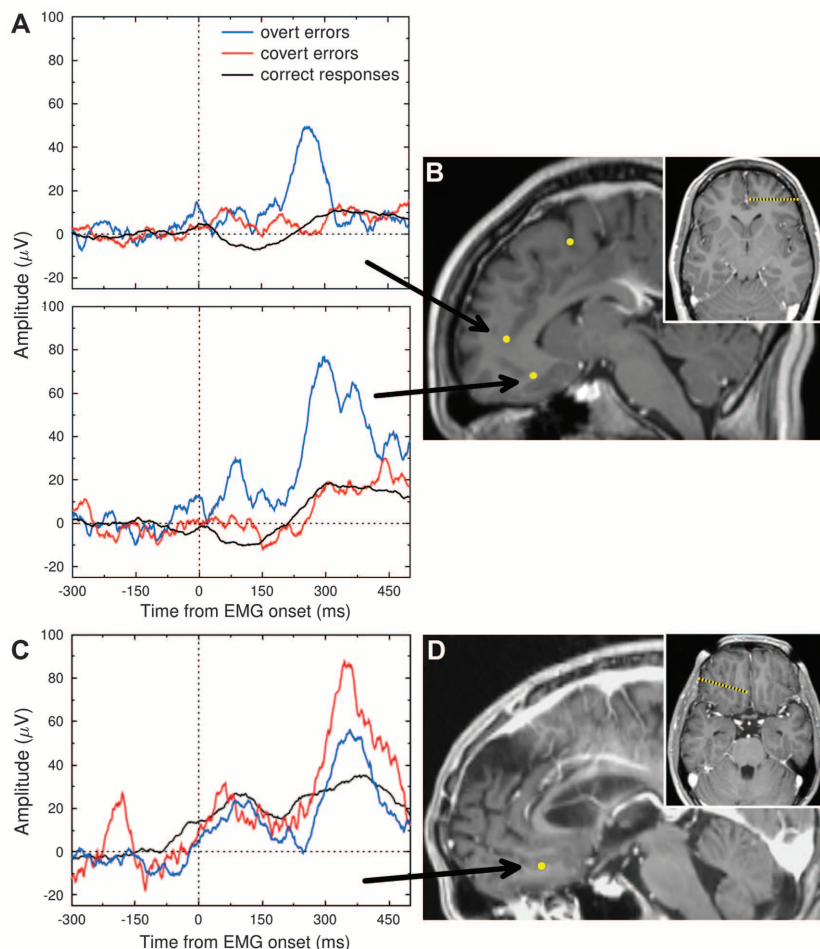 A
100
80
60
40
20
0
-20
overt errors
covert errors
correct responses
Amplitude (μV)
100
80
60
40
20
0
-20
-300 -150 0 150 300 450
Time from EMG onset (ms)
B
C
100
80
60
40
20
0
-20
Amplitude (μV)
-300 -150 0 150 300 450
Time from EMG onset (ms)
D